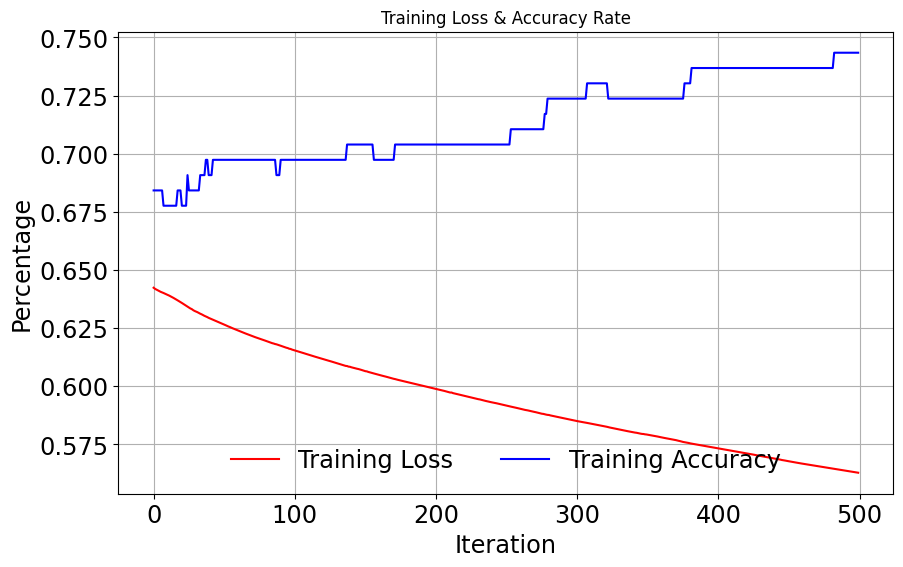 Training Loss & Accuracy Rate
0.750
0.725
0.700
0.675
0.650
0.625
0.600
0.575
Percentage
Training Loss
Training Accuracy
0
100
200
300
400
500
Iteration